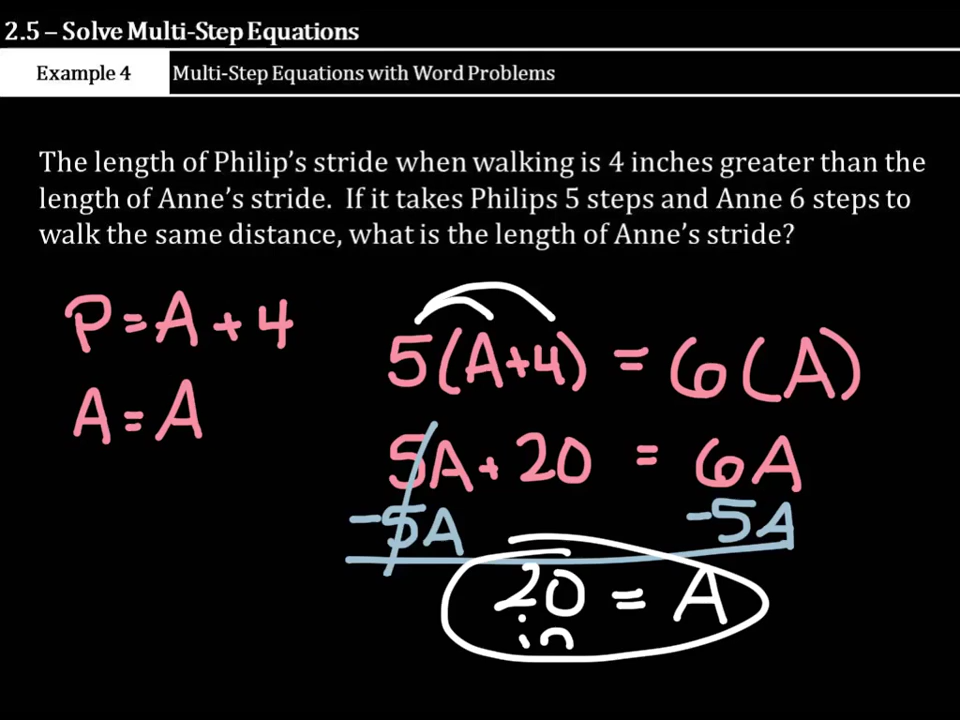 2.5 – Solve Multi-Step Equations
Example 4
Multi-Step Equations with Word Problems
The length of Philip's stride when walking is 4 inches greater than the
length of Anne's stride.  If it takes Philips 5 steps and Anne 6 steps to
walk the same distance, what is the length of Anne's stride?
P = A + 4
A = A
5(A+4) = 6(A)
5A + 20 = 6A
-5A -5A
20 = A
in